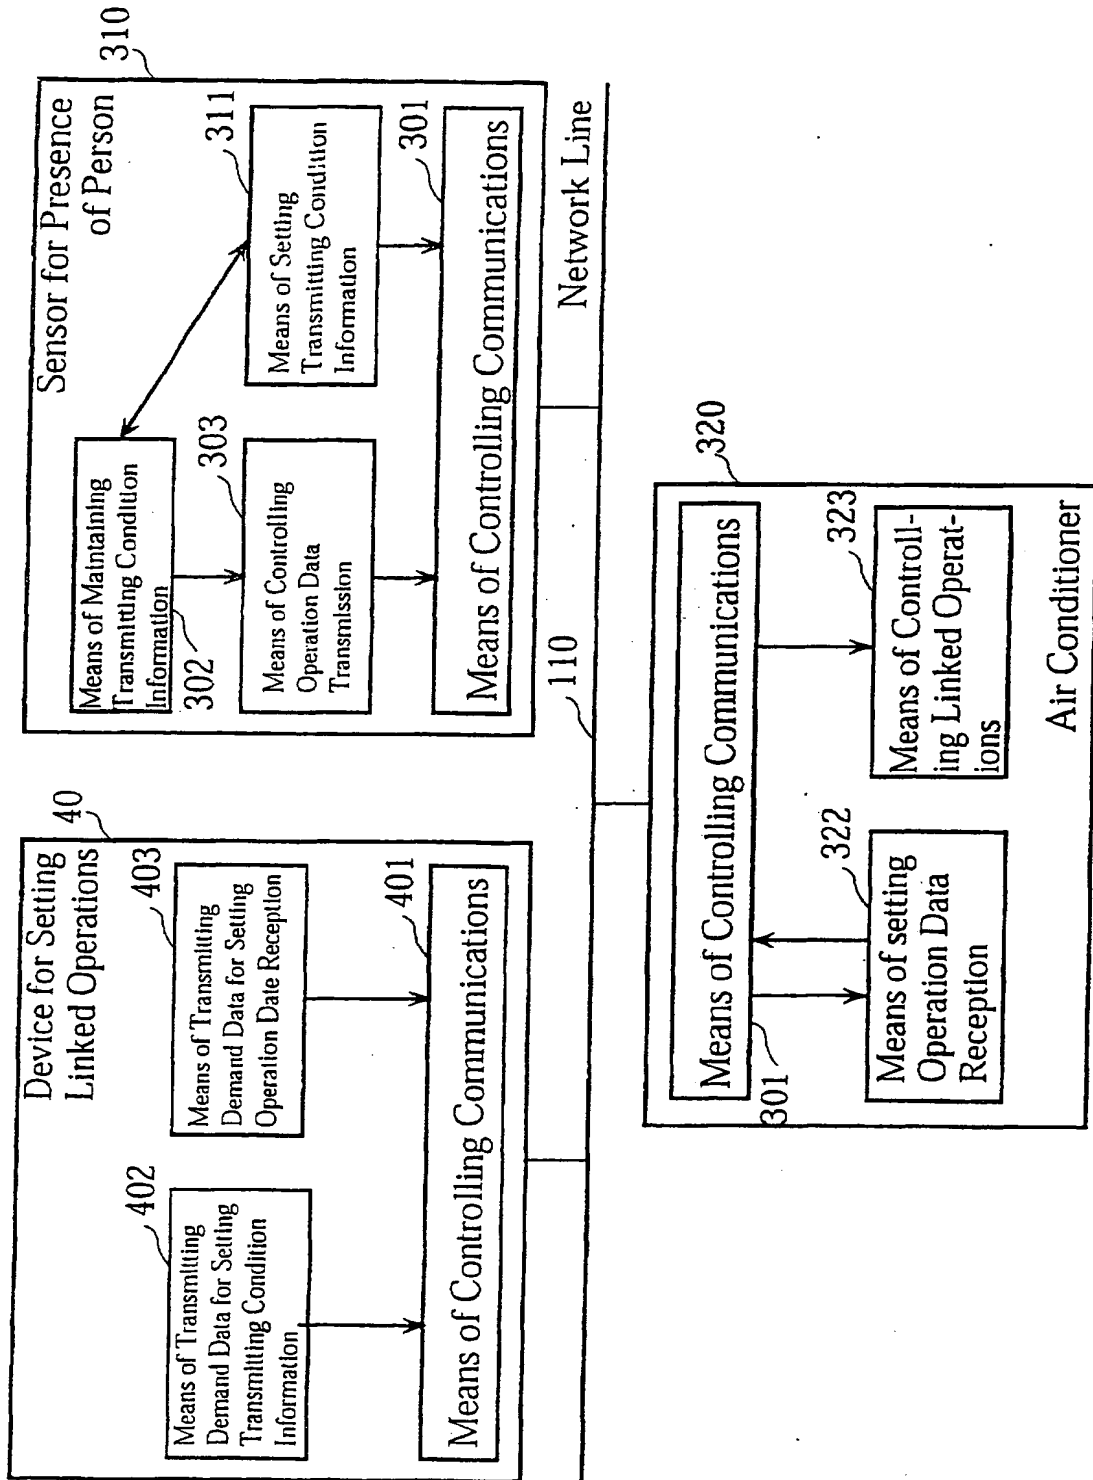 Device for Setting
Linked Operations
40
402
Means of Transmitting
Demand Data for Setting
Transmitting Condition
Information
403
Means of Transmitting
Demand Data for Setting
Operation Date Reception
401
Means of Controlling Communications
Sensor for Presence
of Person
310
Means of Maintaining
Transmitting Condition
Information
302
303
Means of Controlling
Operation Data
Transmission
311
Means of Setting
Transmitting Condition
Information
301
Means of Controlling Communications
110
Network Line
320
Means of Controlling Communications
301
322
Means of setting
Operation Data
Reception
323
Means of Controll-
ing Linked Operat-
ions
Air Conditioner